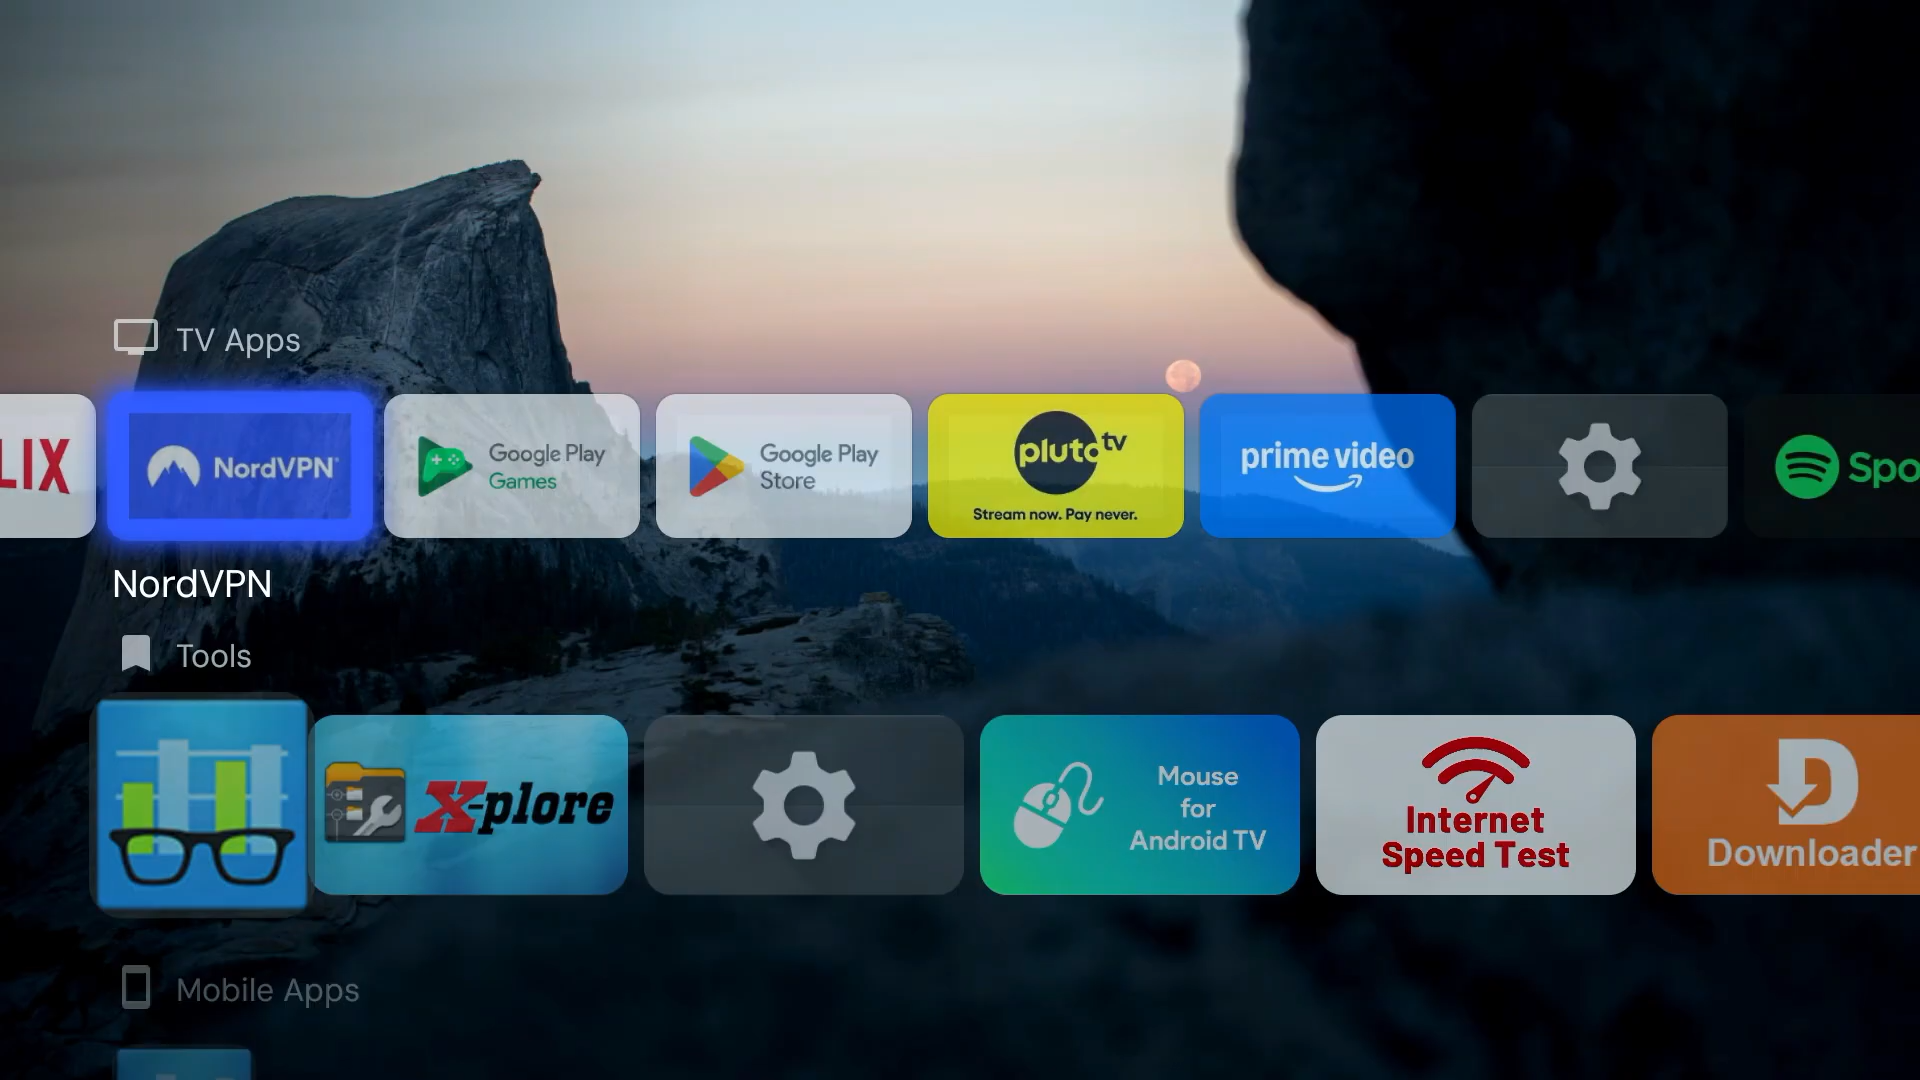 TV Apps
LIX
NordVPN
Google Play
Games
Google Play
Store
pluto tv
Stream now. Pay never.
prime video
Spo
NordVPN
Tools
X-plore
Mouse
for
Android TV
Internet
Speed Test
Downloader
Mobile Apps